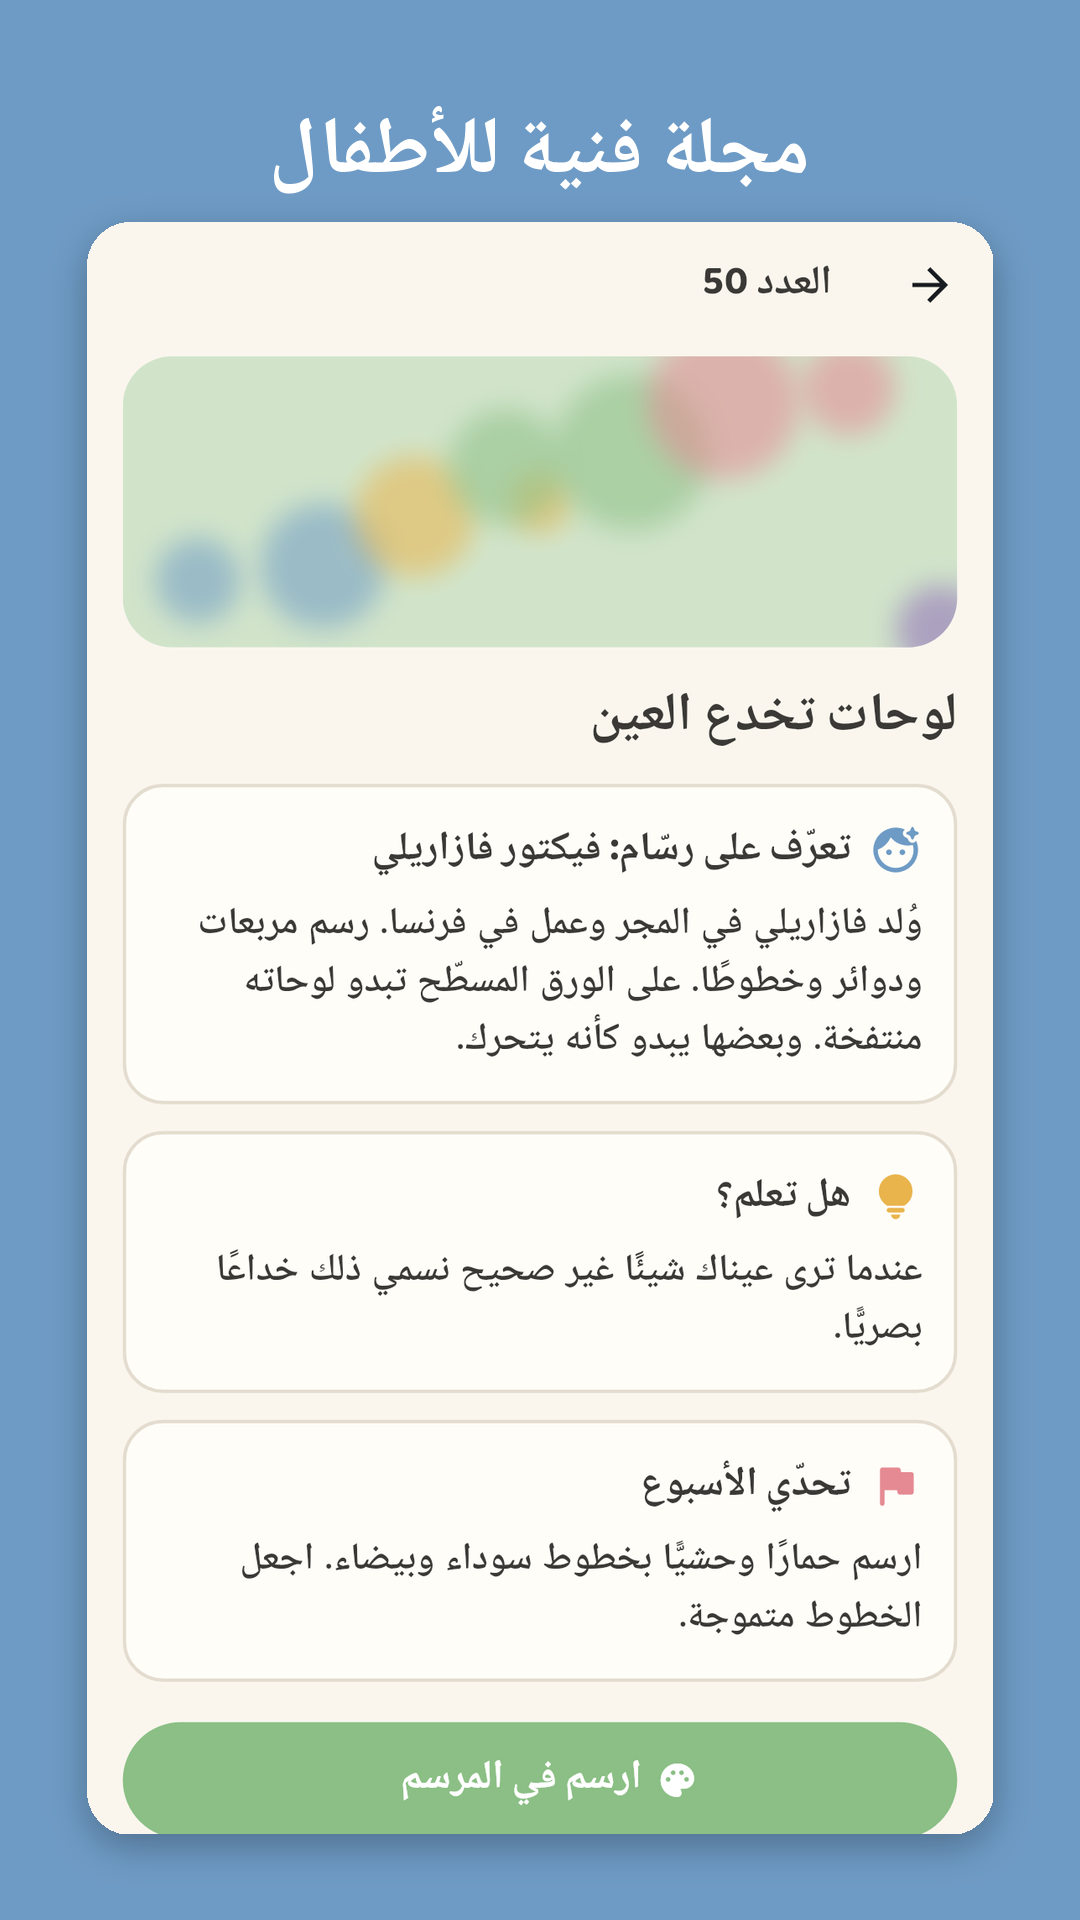 مجلة فنية للأطفال
العدد 50
لوحات تخدع العين
تعرّف على رسّام: فيكتور فازاريلي
وُلد فازاريلي في المجر وعمل في فرنسا. رسم مربعات
ودوائر وخطوطًا. على الورق المسطّح تبدو لوحاته
منتفخة. وبعضها يبدو كأنه يتحرك.
هل تعلم؟
عندما ترى عيناك شيئًا غير صحيح نسمي ذلك خداعًا
بصريًّا.
تحدّي الأسبوع
ارسم حمارًا وحشيًّا بخطوط سوداء وبيضاء. اجعل
الخطوط متموجة.
ارسم في المرسم